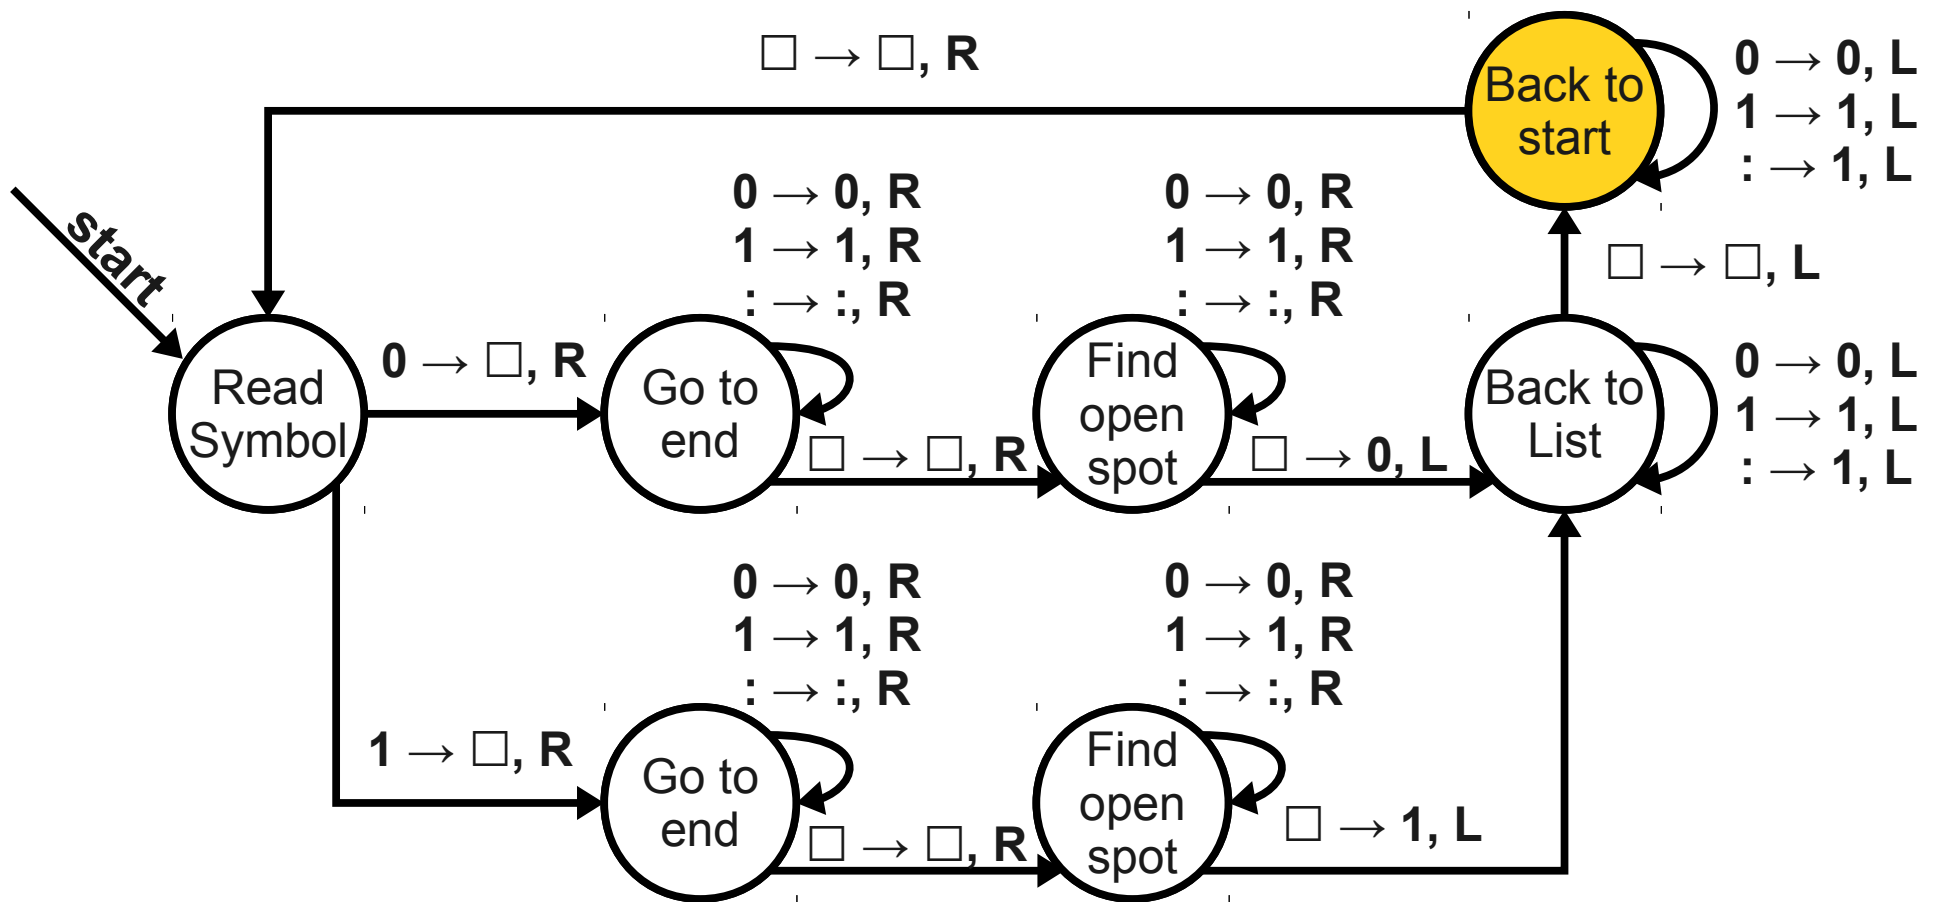 □ → □, R
Back to
start
0 → 0, L
1 → 1, L
: → 1, L
start
0 → 0, R
1 → 1, R
: → :, R
0 → 0, R
1 → 1, R
: → :, R
□ → □, L
Read
Symbol
0 → □, R
Go to
end
□ → □, R
Find
open
spot
□ → 0, L
Back to
List
0 → 0, L
1 → 1, L
: → 1, L
0 → 0, R
1 → 1, R
: → :, R
0 → 0, R
1 → 1, R
: → :, R
1 → □, R
Go to
end
□ → □, R
Find
open
spot
□ → 1, L